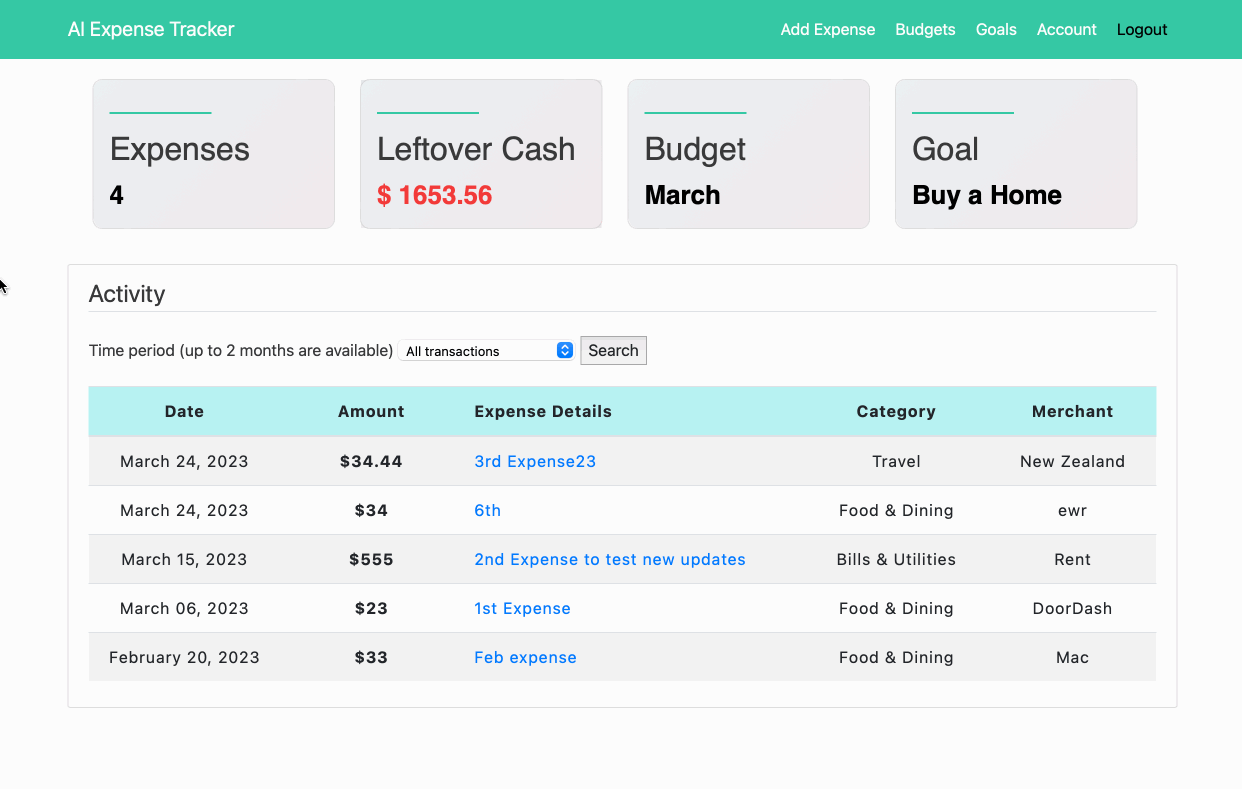 AI Expense Tracker Add Expense Budgets Goals Account Logout
Expenses
4
Leftover Cash
$ 1653.56
Budget
March
Goal
Buy a Home
Activity
Time period (up to 2 months are available) All transactions Search
Date Amount Expense Details Category Merchant
March 24, 2023 $34.44 3rd Expense23 Travel New Zealand
March 24, 2023 $34 6th Food & Dining ewr
March 15, 2023 $555 2nd Expense to test new updates Bills & Utilities Rent
March 06, 2023 $23 1st Expense Food & Dining DoorDash
February 20, 2023 $33 Feb expense Food & Dining Mac